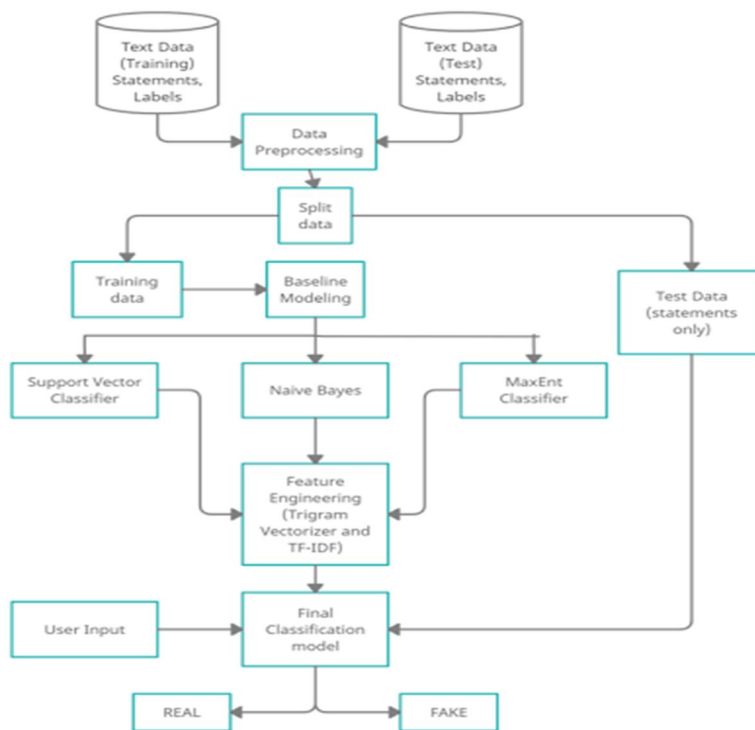 Text Data
(Training)
Statements,
Labels
Text Data
(Test)
Statements,
Labels
Data
Preprocessing
Split
data
Training
data
Baseline
Modeling
Test Data
(statements
only)
Support Vector
Classifier
Naive Bayes
MaxEnt
Classifier
Feature
Engineering
(Trigram
Vectorizer and
TF-IDF)
User Input
Final
Classification
model
REAL
FAKE